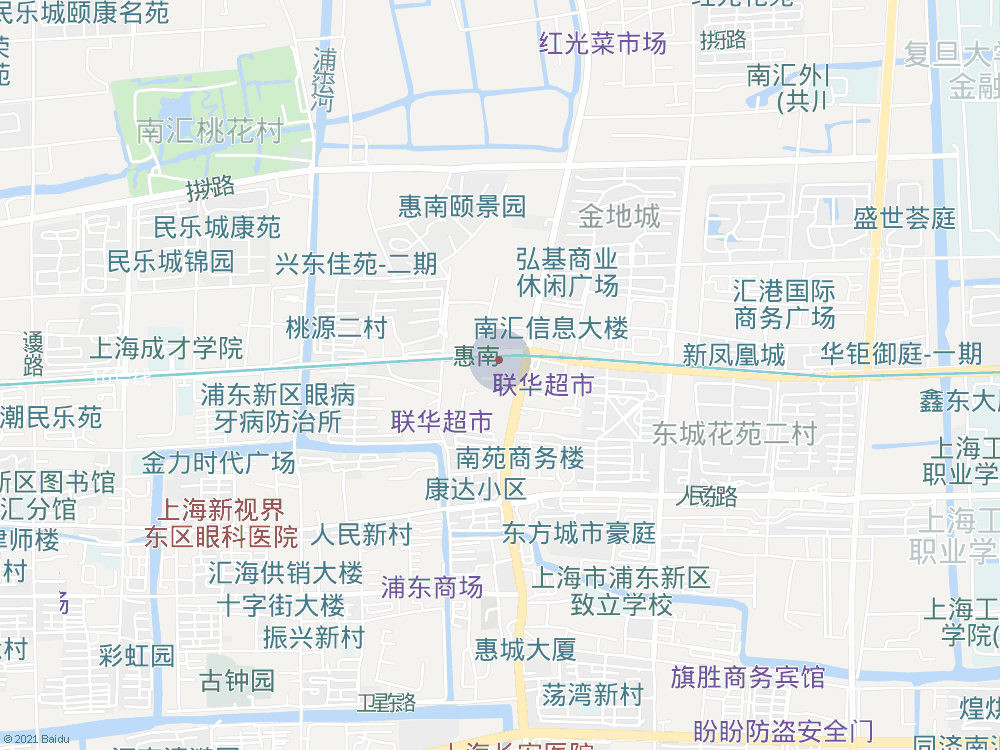 民乐城颐康名苑
红光菜市场
拱乐路
复旦大学
金融
南汇外
(共
浦运河
南汇桃花村
拱乐路
惠南颐景园
金地城
盛世荟庭
民乐城康苑
民乐城锦园
兴东佳苑-二期
弘基商业
休闲广场
S221
汇港国际
商务广场
桃源二村
南汇信息大楼
上海成才学院
惠南
新凤凰城
华钜御庭-一期
浦东新区眼病
牙病防治所
联华超市
联华超市
鑫东大
潮民乐苑
东城花苑二村
金力时代广场
南苑商务楼
上海工
职业学
新区图书馆
汇分馆
康达小区
人民东路
上海新视界
东区眼科医院
人民新村
东方城市豪庭
上海工
职业学
律师楼
村
汇海供销大楼
浦东商场
上海市浦东新区
致立学校
场
十字街大楼
上海工
学院(
振兴新村
村
彩虹园
惠城大厦
古钟园
旗胜商务宾馆
荡湾新村
卫星东路
煌
盼盼防盗安全门
© 2021 Baidu
上海长安医院
同济南汇